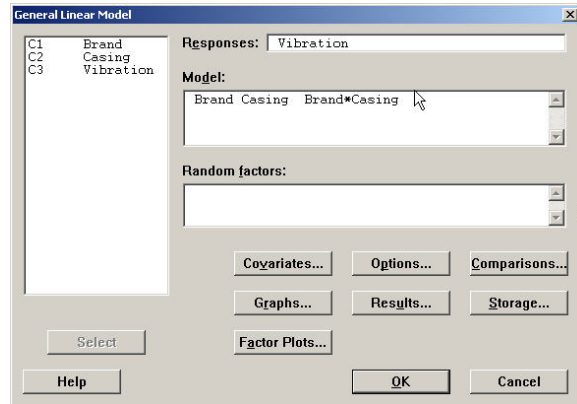 General Linear Model
C1 Brand
C2 Casing
C3 Vibration
Responses: Vibration
Model:
Brand Casing Brand*Casing
Random factors:
Covariates... Options... Comparisons...
Graphs... Results... Storage...
Select Factor Plots...
Help OK Cancel